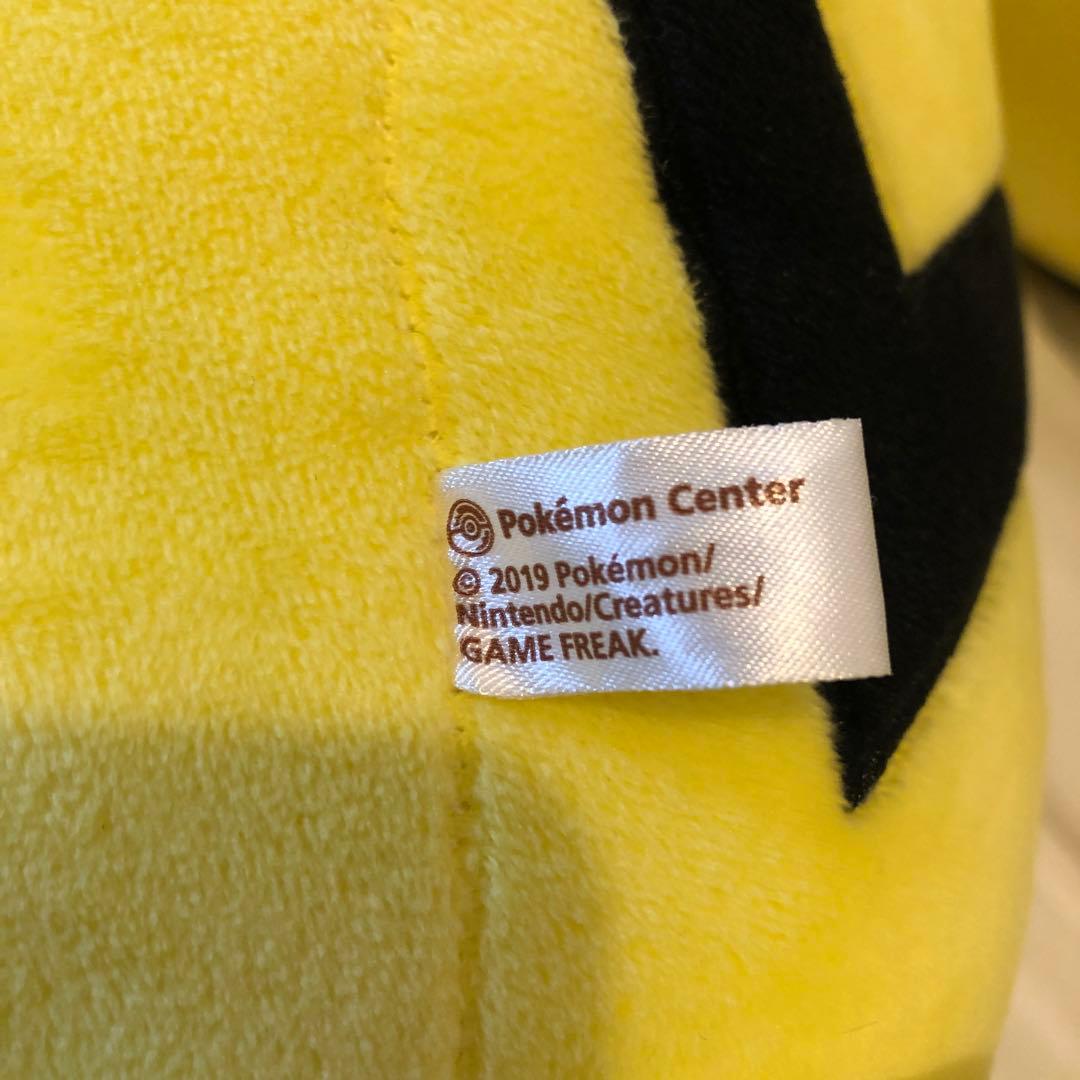 Pokémon Center
© 2019 Pokémon/
Nintendo/Creatures/
GAME FREAK.